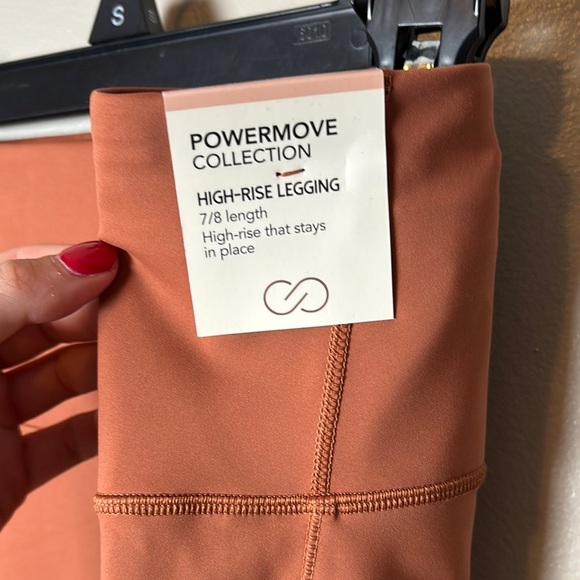 S
POWERMOVE
COLLECTION
HIGH-RISE LEGGING
7/8 length
High-rise that stays
in place